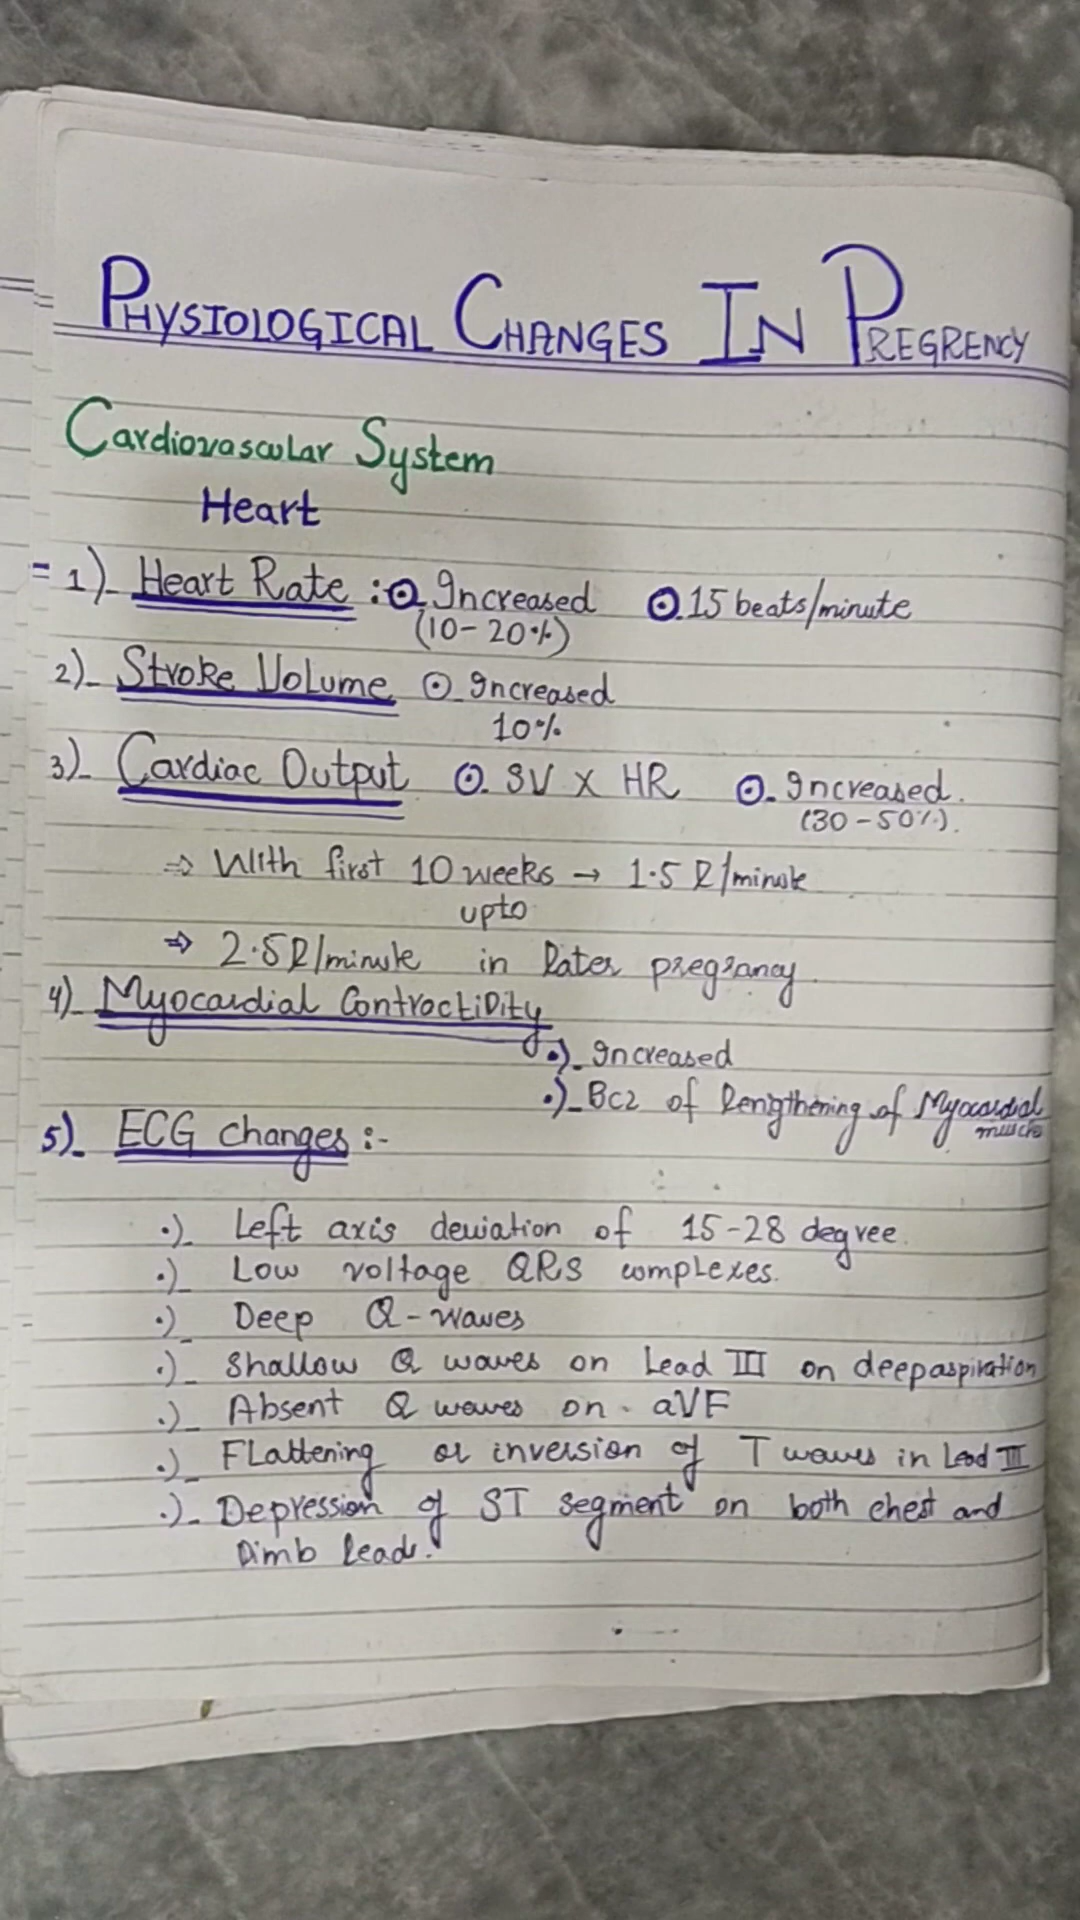 PHYSIOLOGICAL CHANGES IN PREGRENCY
Cardiovascular System
Heart
= 1)_ Heart Rate : Increased 15 beats/minute
(10-20%)
2)_ Stroke Volume Increased
10%
3)_ Cardiac Output SV X HR Increased.
(30-50%).
⇒ With first 10 weeks → 1.5 l/minute
upto
⇒ 2.5 l/minute in later pregnancy
4)_ Myocardial Contractility
•)_ Increased
•)_ Bcz of lengthening of Myocardial
muscle
5)_ ECG changes :-
•)_ Left axis deviation of 15-28 degree.
•)_ Low voltage QRS complexes.
•)_ Deep Q-waves
•)_ Shallow Q waves on Lead III on deepaspiration
•)_ Absent Q waves on - aVF
•)_ Flattening or inversion of T waves in Lead III
•)_ Depression of ST segment on both chest and
limb leads.